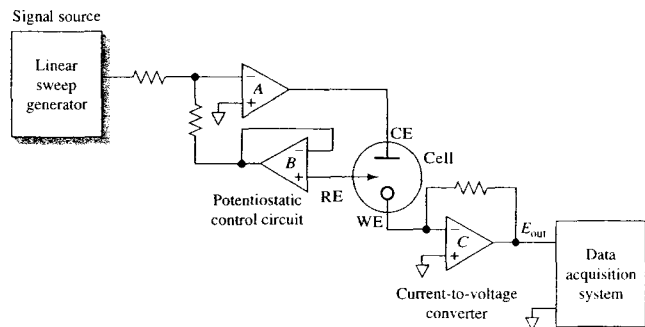 Signal source
Linear
sweep
generator
−
A
+
CE
−
B
+
RE
Cell
Potentiostatic
control circuit
WE
−
C
+
E_out
Current-to-voltage
converter
Data
acquisition
system